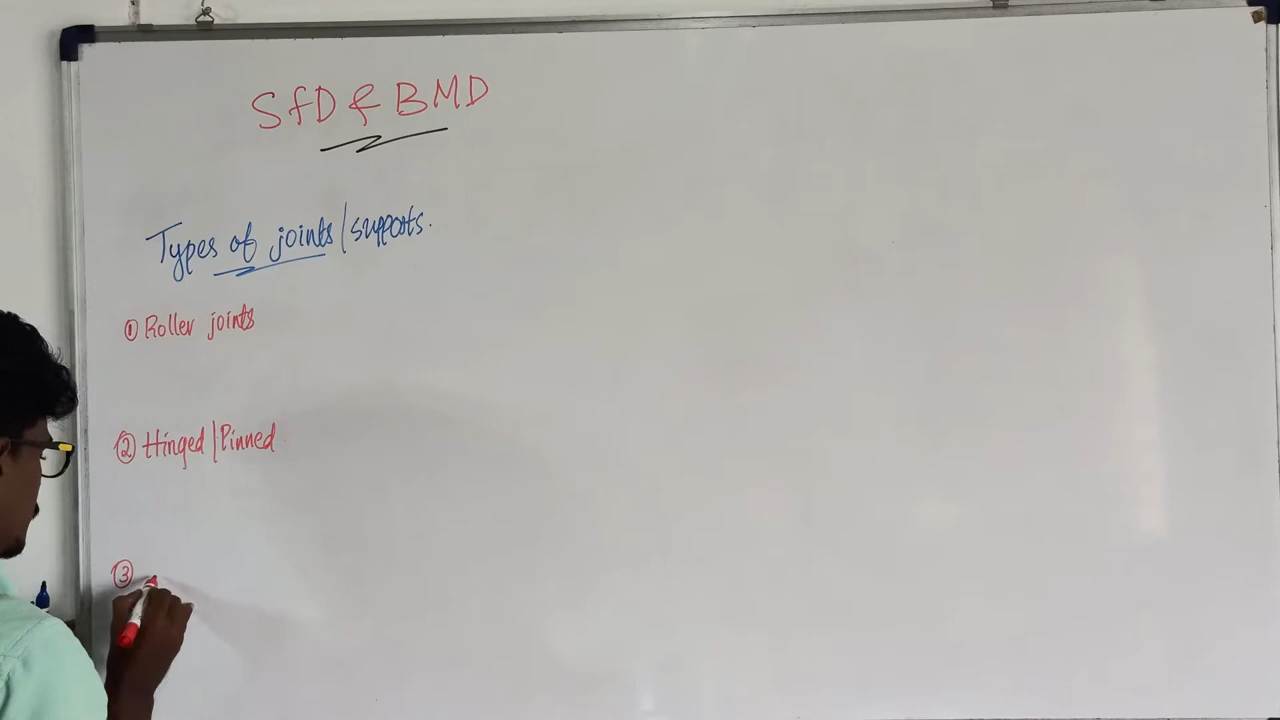 SFD & BMD
Types of joints/supports.
① Roller joints
② Hinged/Pinned
③